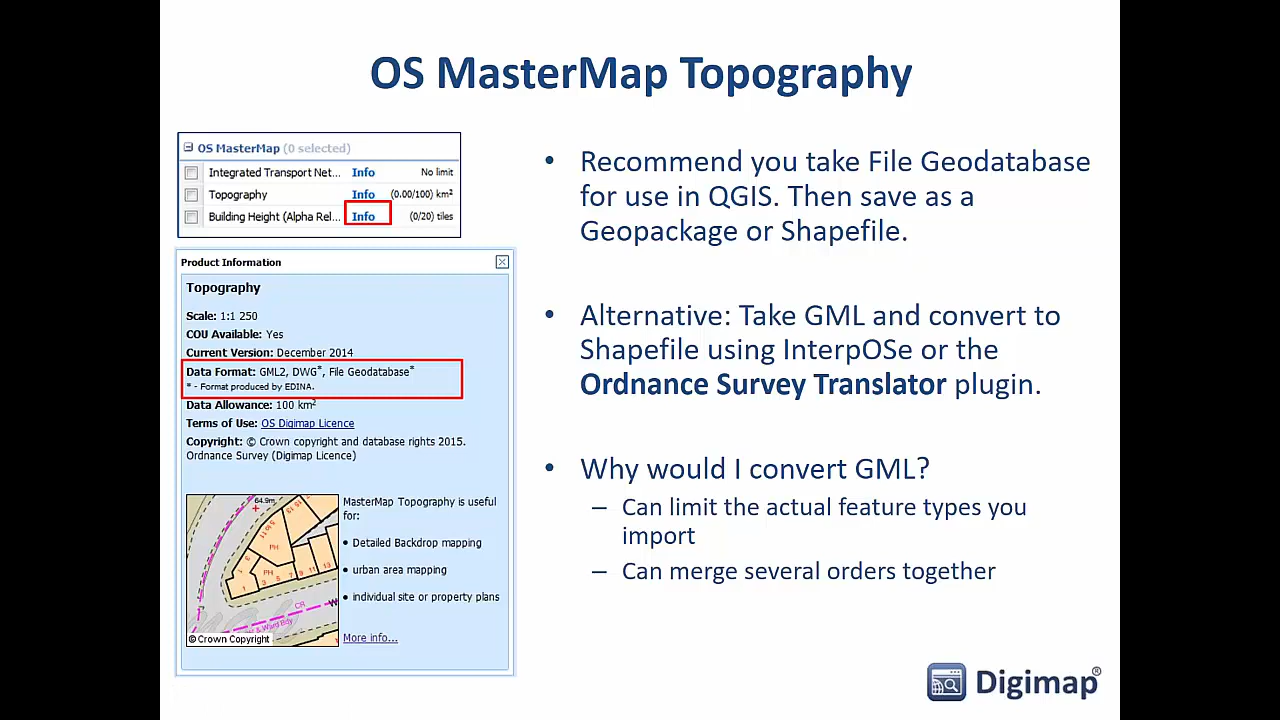 OS MasterMap Topography
OS MasterMap (0 selected)
Integrated Transport Net... Info No limit
Topography Info (0.00/100) km²
Building Height (Alpha Rel... Info (0/20) tiles
Product Information
Topography
Scale: 1:1 250
COU Available: Yes
Current Version: December 2014
Data Format: GML2, DWG*, File Geodatabase*
* - Format produced by EDINA.
Data Allowance: 100 km²
Terms of Use: OS Digimap Licence
Copyright: © Crown copyright and database rights 2015.
Ordnance Survey (Digimap Licence)
64.9m
PH
PH
CR
& Ward Bdy
© Crown Copyright
MasterMap Topography is useful
for:
• Detailed Backdrop mapping
• urban area mapping
• individual site or property plans
More info...
• Recommend you take File Geodatabase
for use in QGIS. Then save as a
Geopackage or Shapefile.
• Alternative: Take GML and convert to
Shapefile using InterpOSe or the
Ordnance Survey Translator plugin.
• Why would I convert GML?
– Can limit the actual feature types you
import
– Can merge several orders together
Digimap®